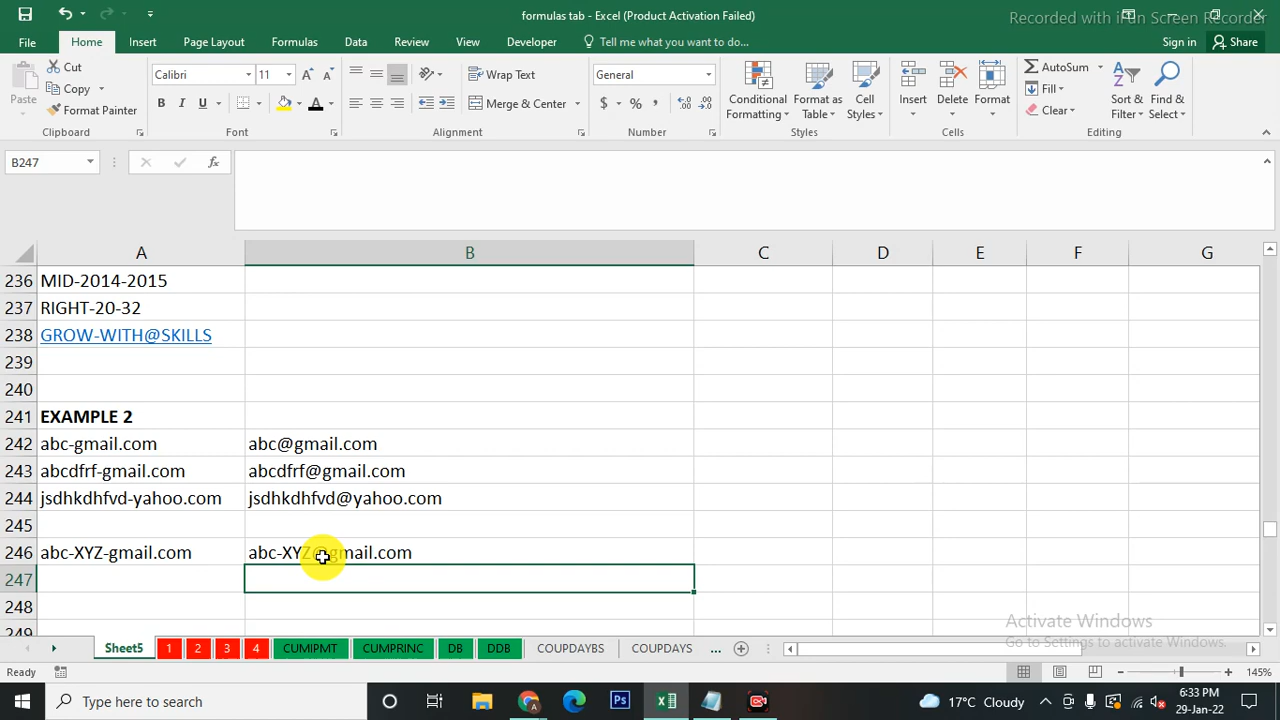 formulas tab - Excel (Product Activation Failed)
Recorded with iFun Screen Recorder
File Home Insert Page Layout Formulas Data Review View Developer Tell me what you want to do... Sign in Share
Paste Cut Copy Format Painter Clipboard
Calibri 11 A A B I U A Font
Wrap Text Merge & Center Alignment
General $ % , Number
Conditional Formatting Format as Table Cell Styles Styles
Insert Delete Format Cells
AutoSum Fill Clear Sort & Filter Find & Select Editing
B247 fx
A B C D E F G
236 MID-2014-2015
237 RIGHT-20-32
238 GROW-WITH@SKILLS
239
240
241 EXAMPLE 2
242 abc-gmail.com abc@gmail.com
243 abcdfrf-gmail.com abcdfrf@gmail.com
244 jsdhkdhfvd-yahoo.com jsdhkdhfvd@yahoo.com
245
246 abc-XYZ-gmail.com abc-XYZ@gmail.com
247
248
249
Activate Windows
Go to Settings to activate Windows.
Sheet5 1 2 3 4 CUMIPMT CUMPRINC DB DDB COUPDAYBS COUPDAYS ...
Ready 145%
Type here to search Ps 17°C Cloudy 6:33 PM
29-Jan-22